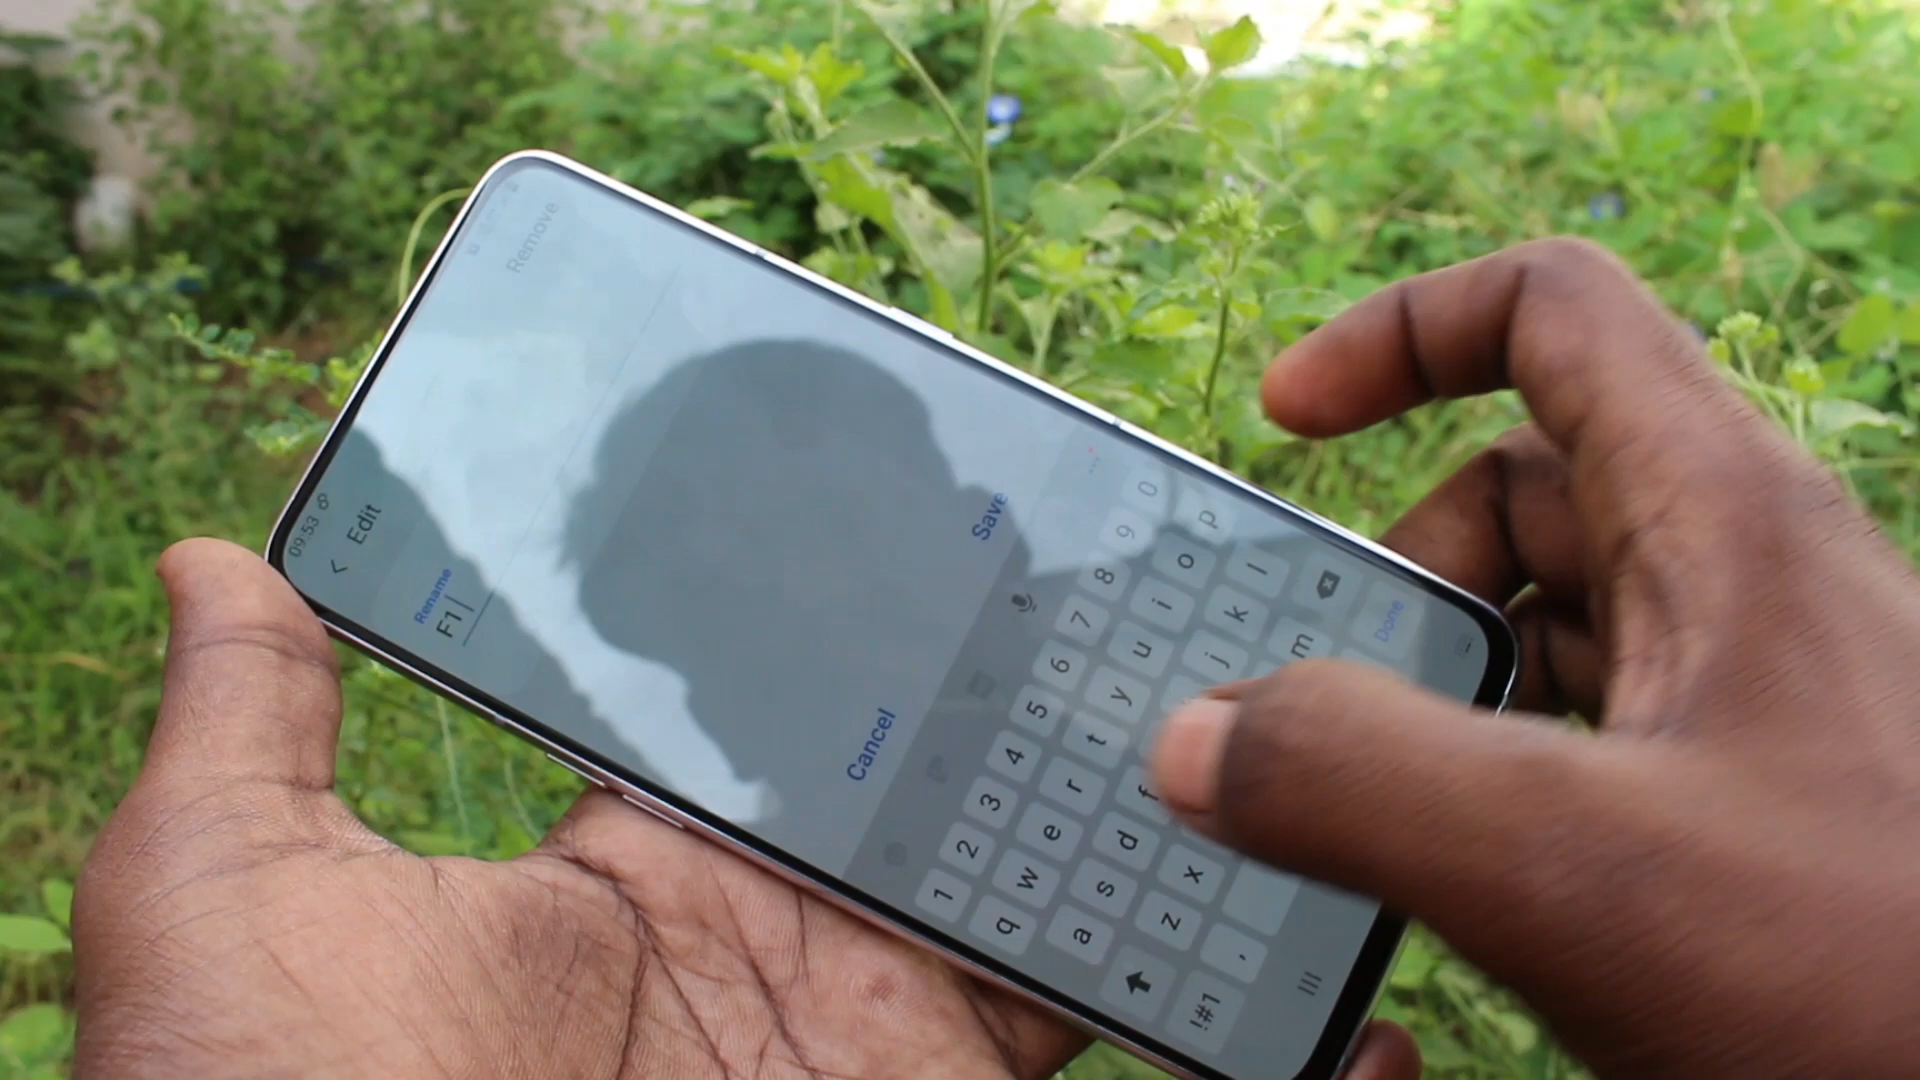 09:53
Edit
Remove
Rename
F1
Cancel
Save
1 2 3 4 5 6 7 8 9 0
q w e r t y u i o p
a s d f j k l
z x m
!#1 , Done